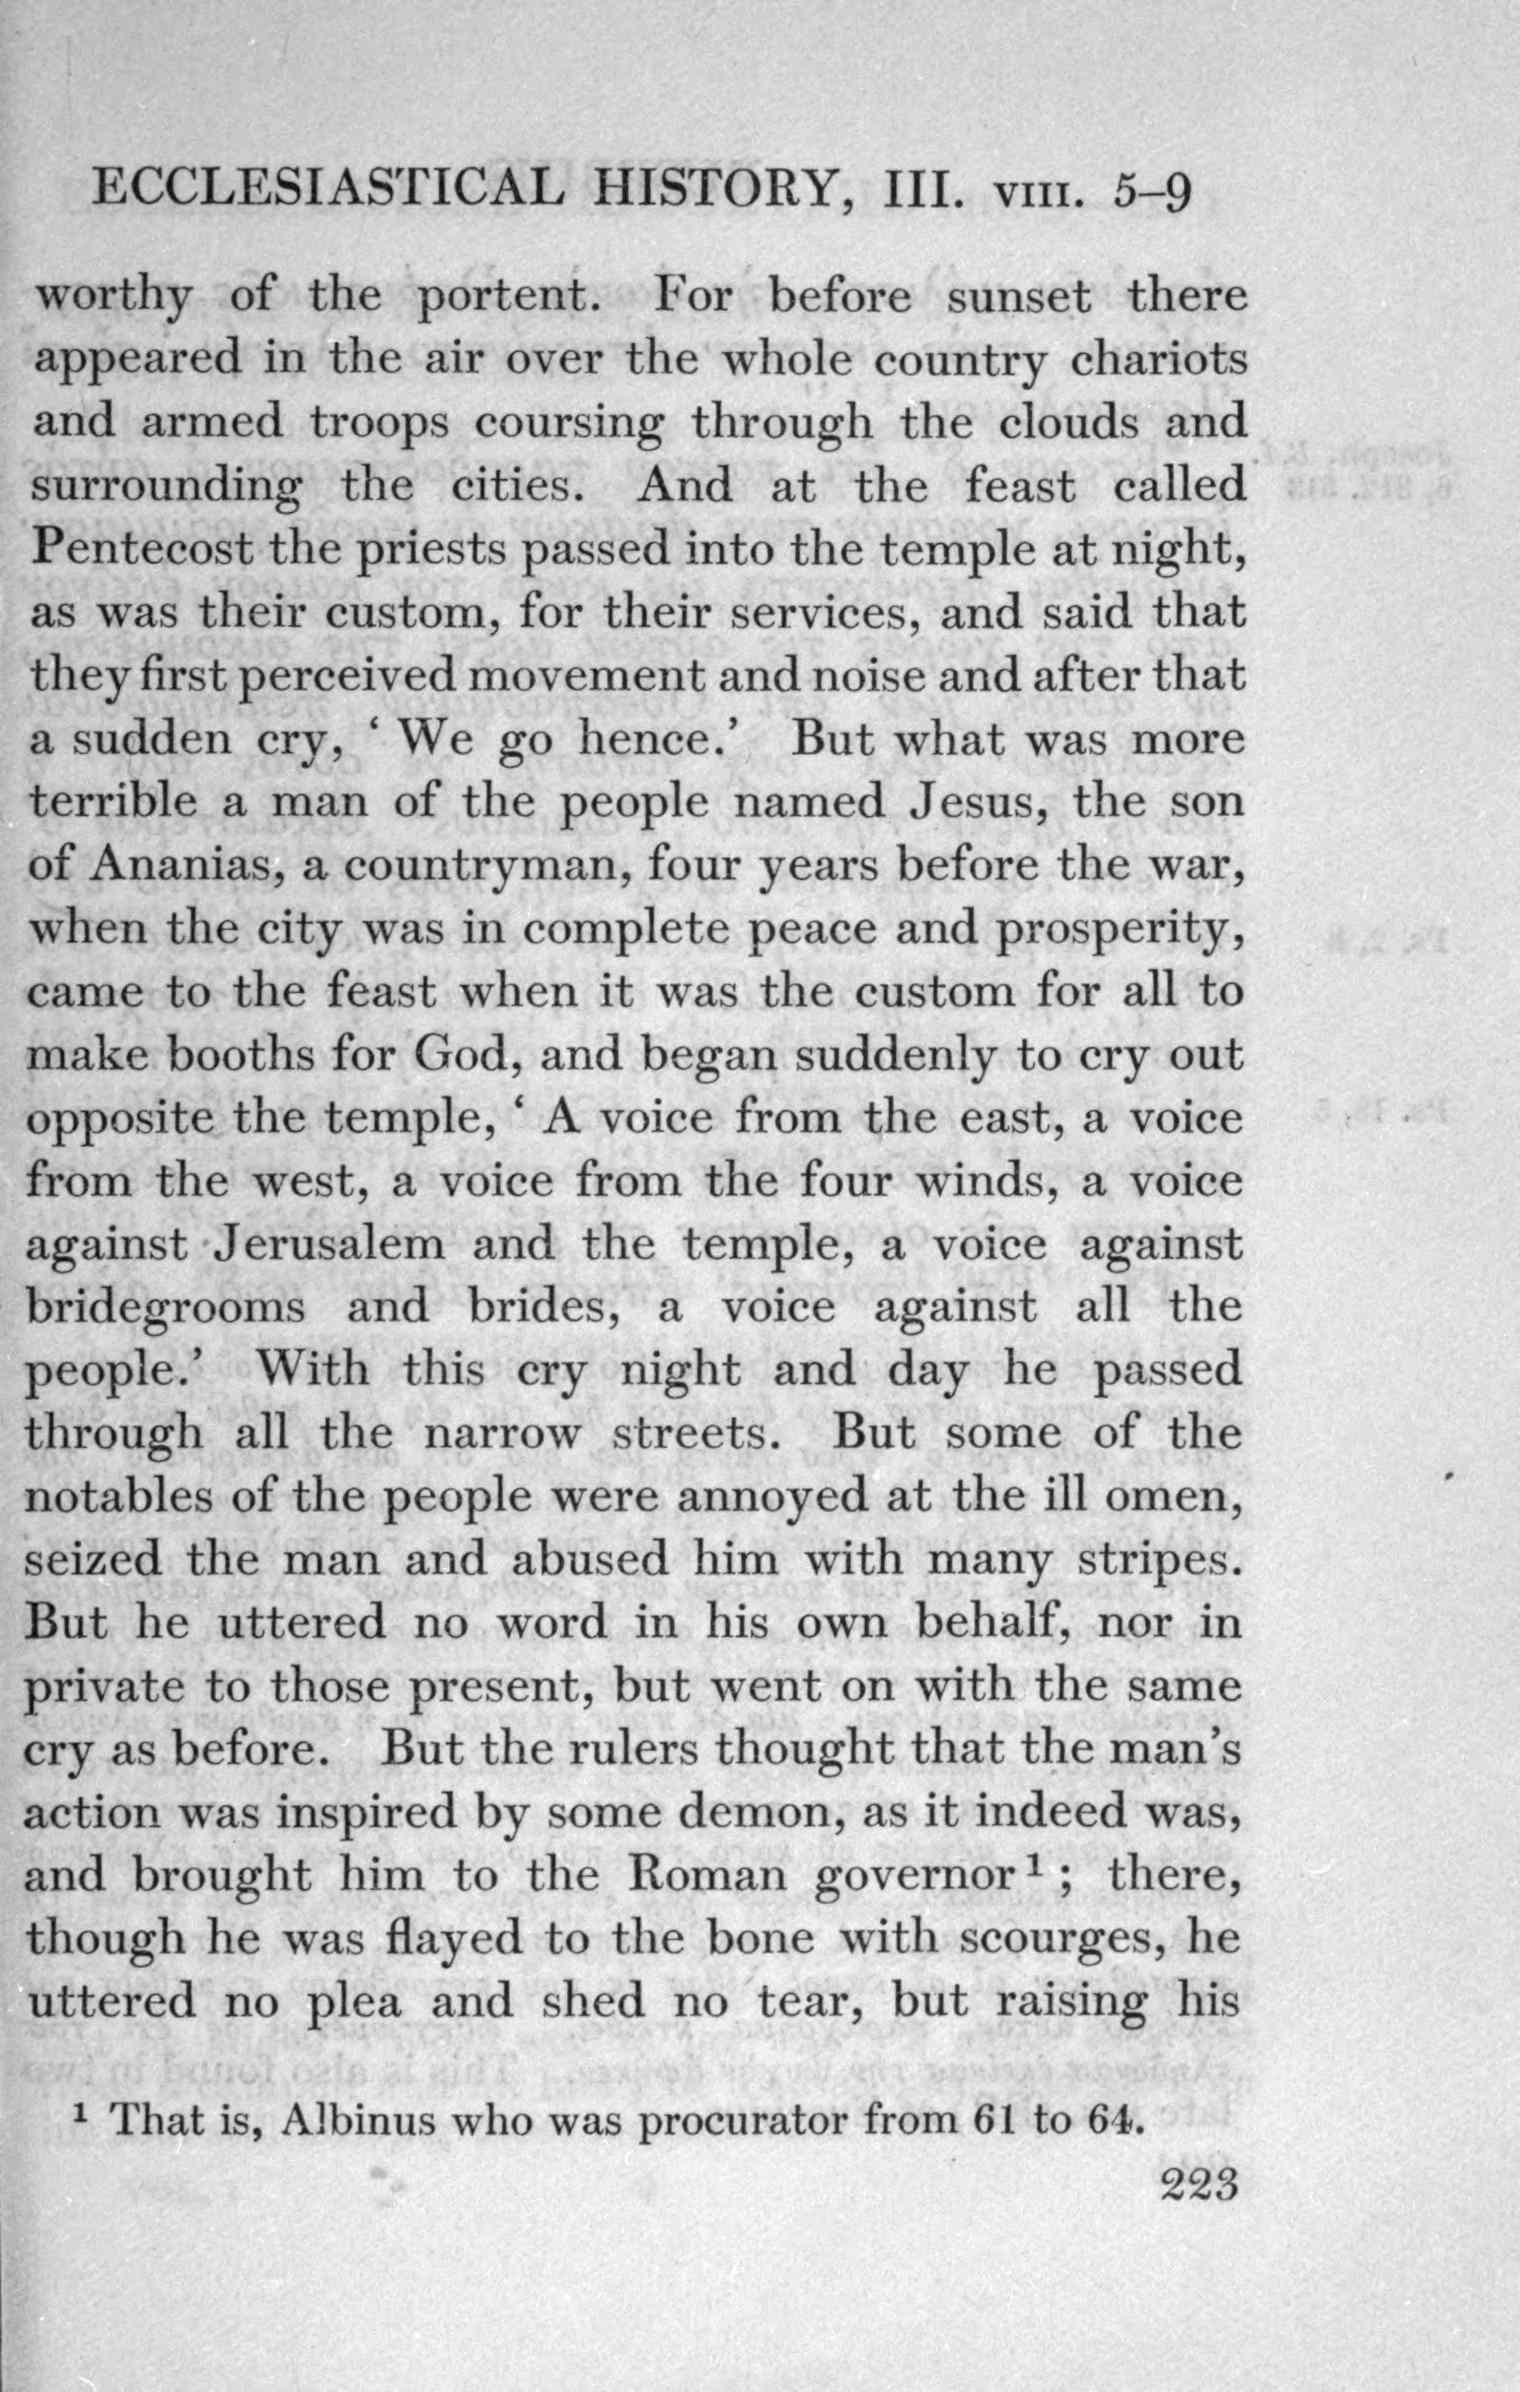 ECCLESIASTICAL HISTORY, III. VIII. 5–9
worthy of the portent. For before sunset there
appeared in the air over the whole country chariots
and armed troops coursing through the clouds and
surrounding the cities. And at the feast called
Pentecost the priests passed into the temple at night,
as was their custom, for their services, and said that
they first perceived movement and noise and after that
a sudden cry, ‘ We go hence.’ But what was more
terrible a man of the people named Jesus, the son
of Ananias, a countryman, four years before the war,
when the city was in complete peace and prosperity,
came to the feast when it was the custom for all to
make booths for God, and began suddenly to cry out
opposite the temple, ‘ A voice from the east, a voice
from the west, a voice from the four winds, a voice
against Jerusalem and the temple, a voice against
bridegrooms and brides, a voice against all the
people.’ With this cry night and day he passed
through all the narrow streets. But some of the
notables of the people were annoyed at the ill omen,
seized the man and abused him with many stripes.
But he uttered no word in his own behalf, nor in
private to those present, but went on with the same
cry as before. But the rulers thought that the man’s
action was inspired by some demon, as it indeed was,
and brought him to the Roman governor¹ ; there,
though he was flayed to the bone with scourges, he
uttered no plea and shed no tear, but raising his
¹ That is, Albinus who was procurator from 61 to 64.
223